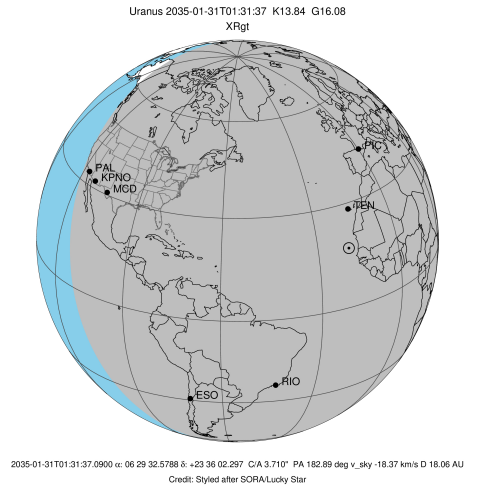 Uranus 2035-01-31T01:31:37 K13.84 G16.08
XRgt
PIC
PAL
KPNO
MCD
TEN
RIO
ESO
2035-01-31T01:31:37.0900 α: 06 29 32.5788 δ: +23 36 02.297 C/A 3.710" PA 182.89 deg v_sky -18.37 km/s D 18.06 AU
Credit: Styled after SORA/Lucky Star